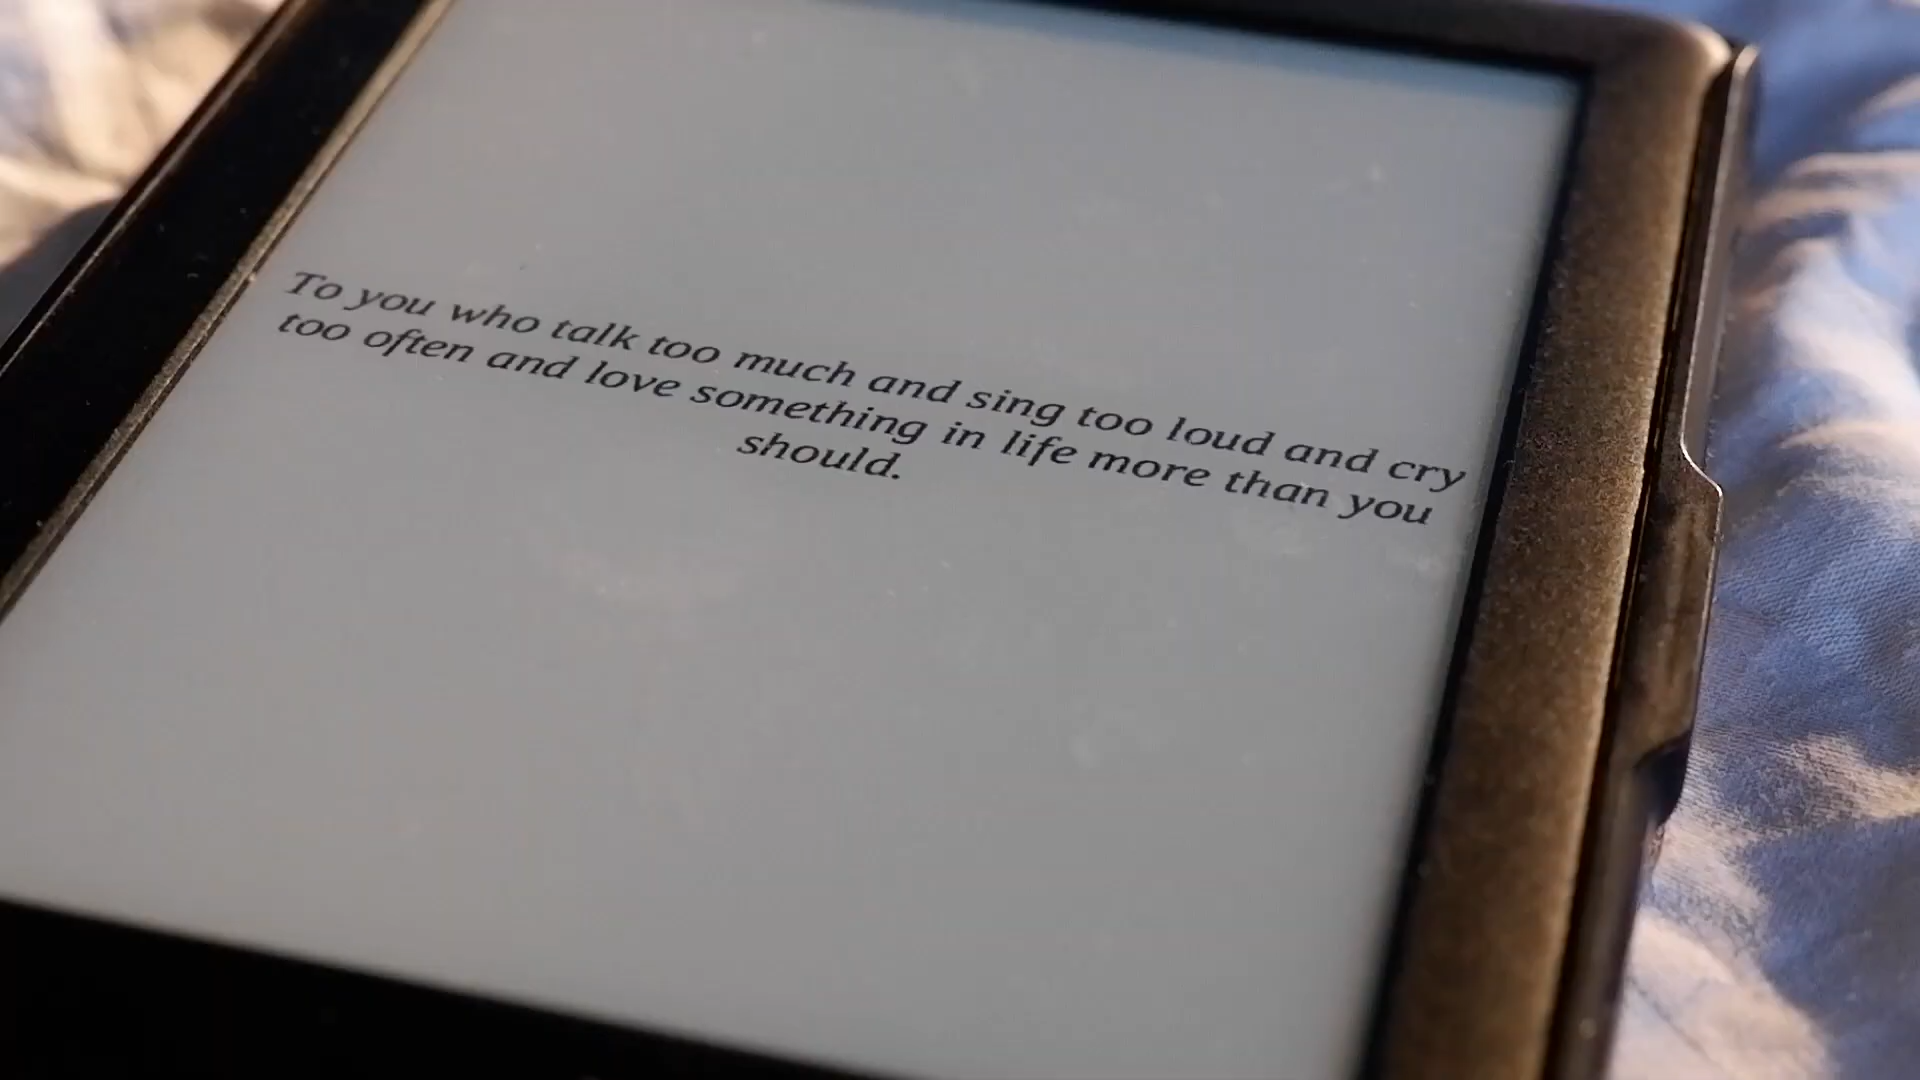 To you who talk too much and sing too loud and cry
too often and love something in life more than you
should.